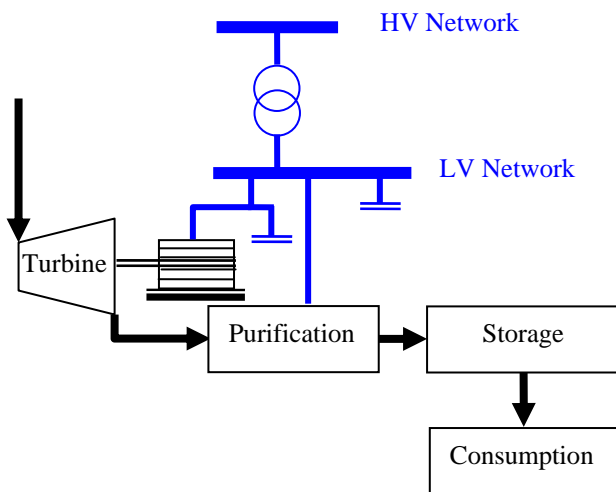 HV Network
LV Network
Turbine
Purification
Storage
Consumption